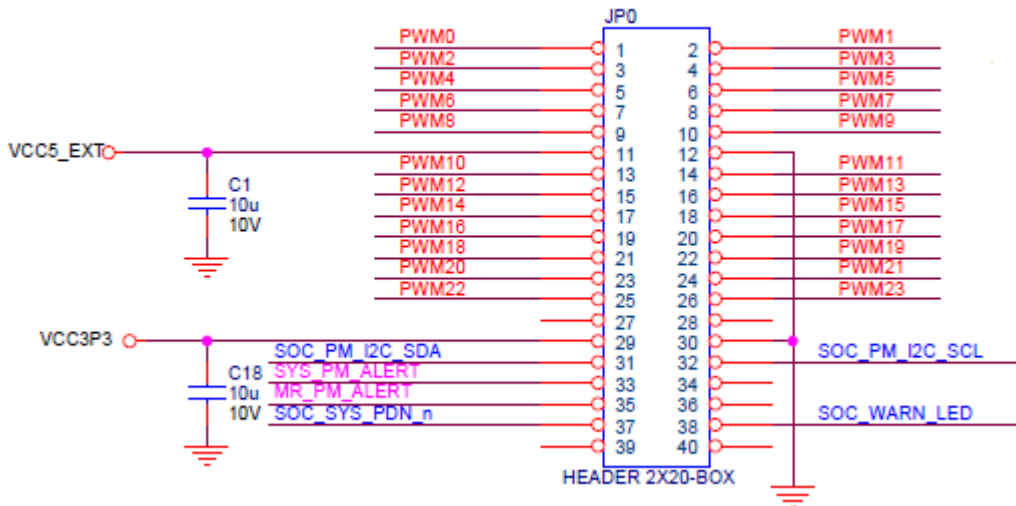 JP0
PWM0 1 2 PWM1
PWM2 3 4 PWM3
PWM4 5 6 PWM5
PWM6 7 8 PWM7
PWM8 9 10 PWM9
VCC5_EXT 11 12
PWM10 13 14 PWM11
C1 PWM12 15 16 PWM13
10u PWM14 17 18 PWM15
10V PWM16 19 20 PWM17
PWM18 21 22 PWM19
PWM20 23 24 PWM21
PWM22 25 26 PWM23
27 28
VCC3P3 29 30
SOC_PM_I2C_SDA 31 32 SOC_PM_I2C_SCL
C18 SYS_PM_ALERT 33 34
10u MR_PM_ALERT 35 36
10V SOC_SYS_PDN_n 37 38 SOC_WARN_LED
39 40
HEADER 2X20-BOX